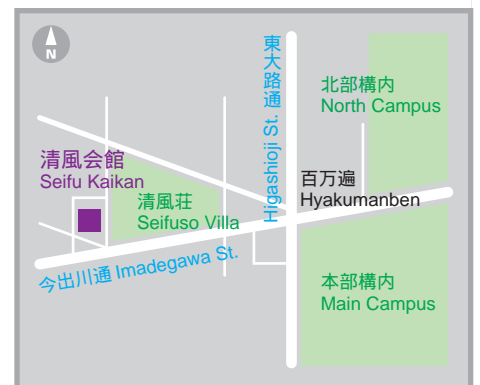 N
東大路通
Higashioji St.
北部構内
North Campus
清風会館
Seifu Kaikan
清風荘
Seifuso Villa
百万遍
Hyakumanben
今出川通 Imadegawa St.
本部構内
Main Campus